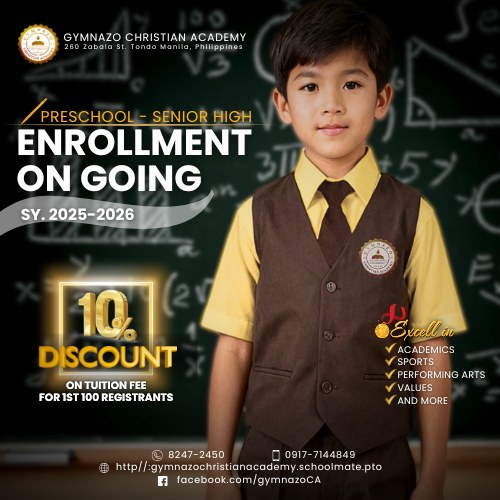 GYMNAZO CHRISTIAN ACADEMY
260 Zabala St. Tondo Manila, Philippines
PRESCHOOL - SENIOR HIGH
ENROLLMENT
ON GOING
SY. 2025-2026
10%
DISCOUNT
ON TUITION FEE
FOR 1ST 100 REGISTRANTS
Excell in
ACADEMICS
SPORTS
PERFORMING ARTS
VALUES
AND MORE
8247-2450
0917-7144849
http//:gymnazochristianacademy.schoolmate.pto
facebook.com/gymnazoCA